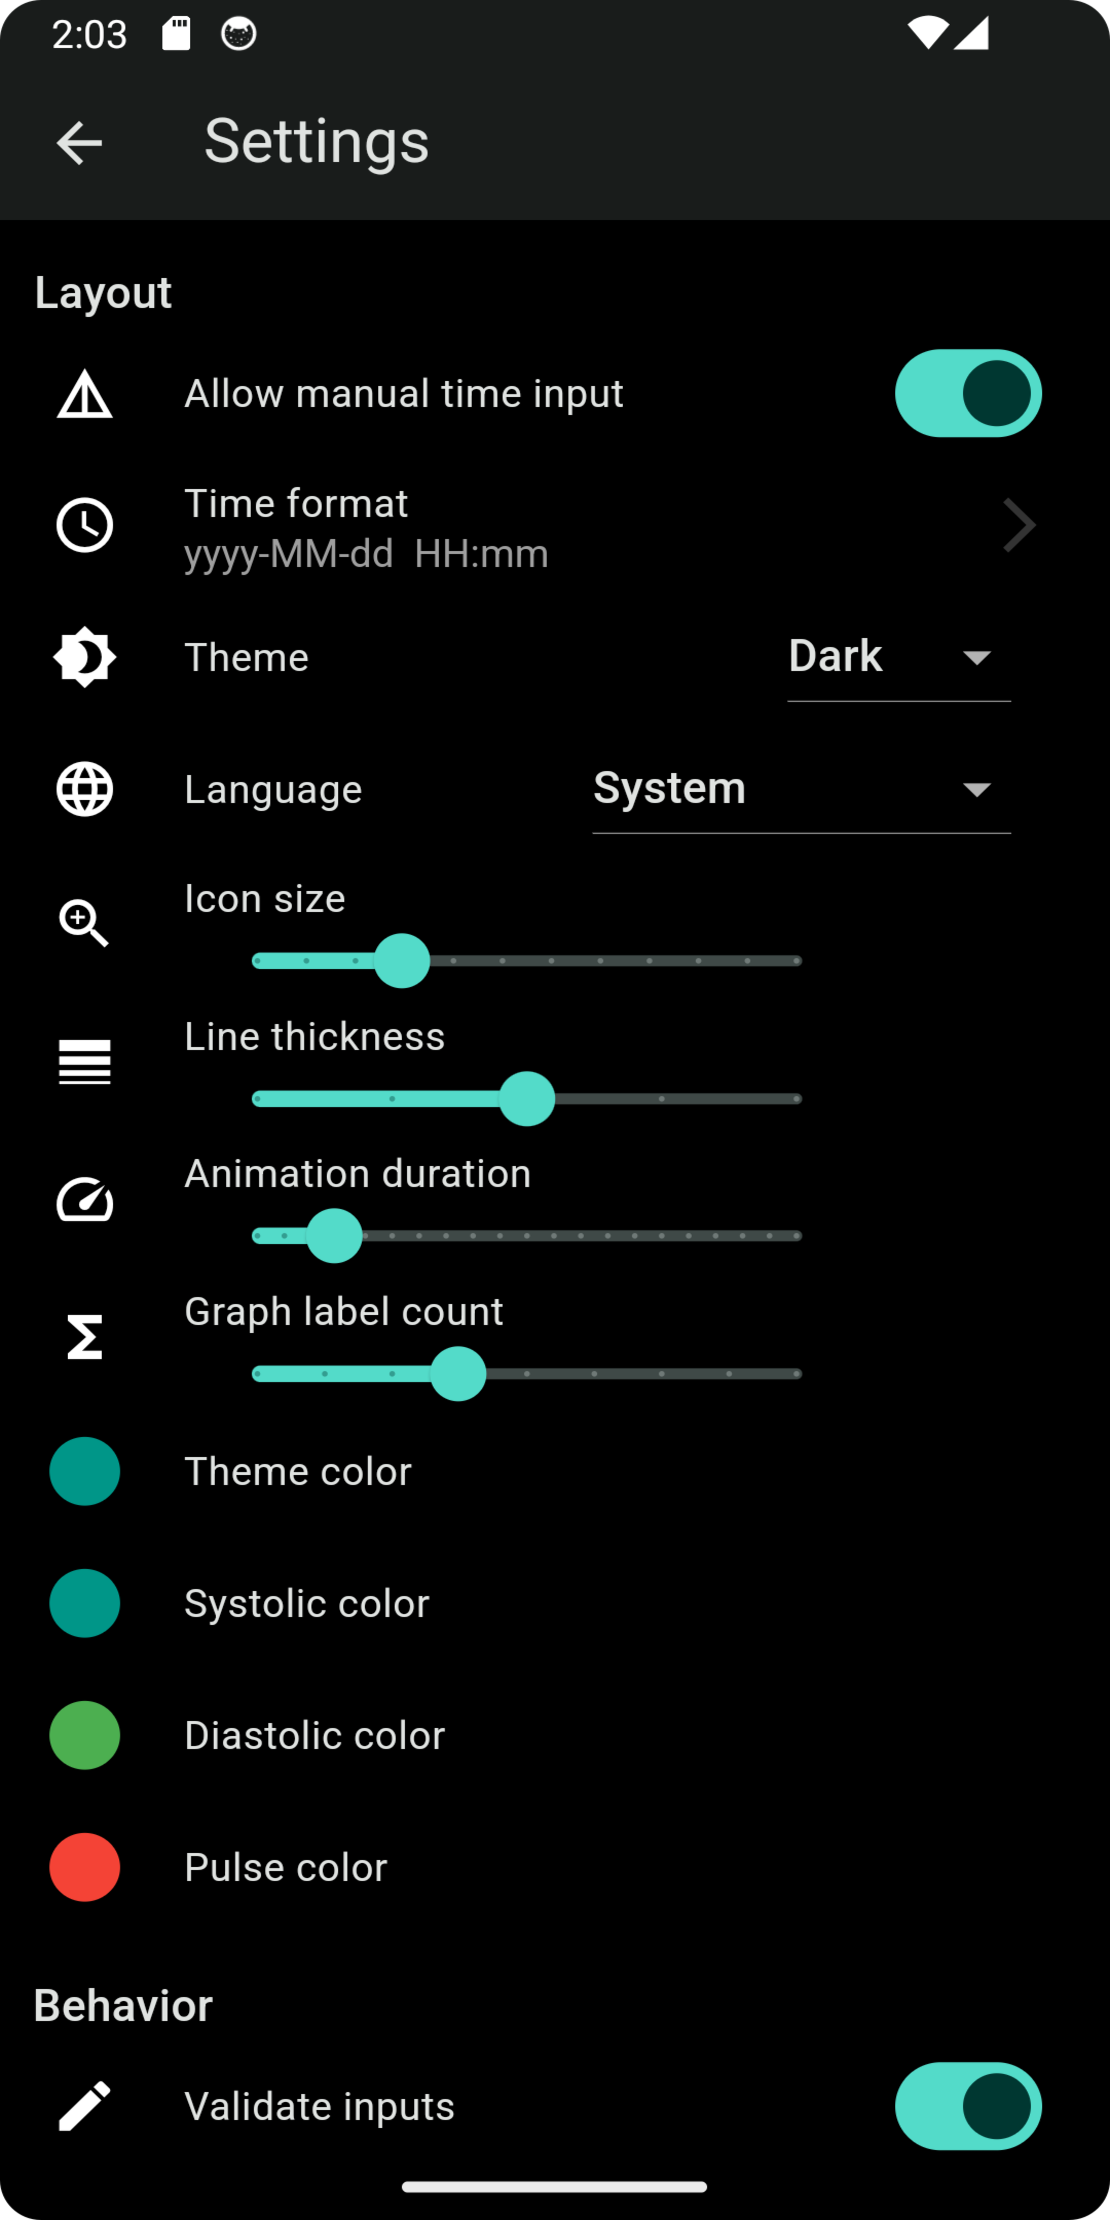 2:03
Settings
Layout
Allow manual time input
Time format
yyyy-MM-dd  HH:mm
Theme
Dark
Language
System
Icon size
Line thickness
Animation duration
Graph label count
Theme color
Systolic color
Diastolic color
Pulse color
Behavior
Validate inputs